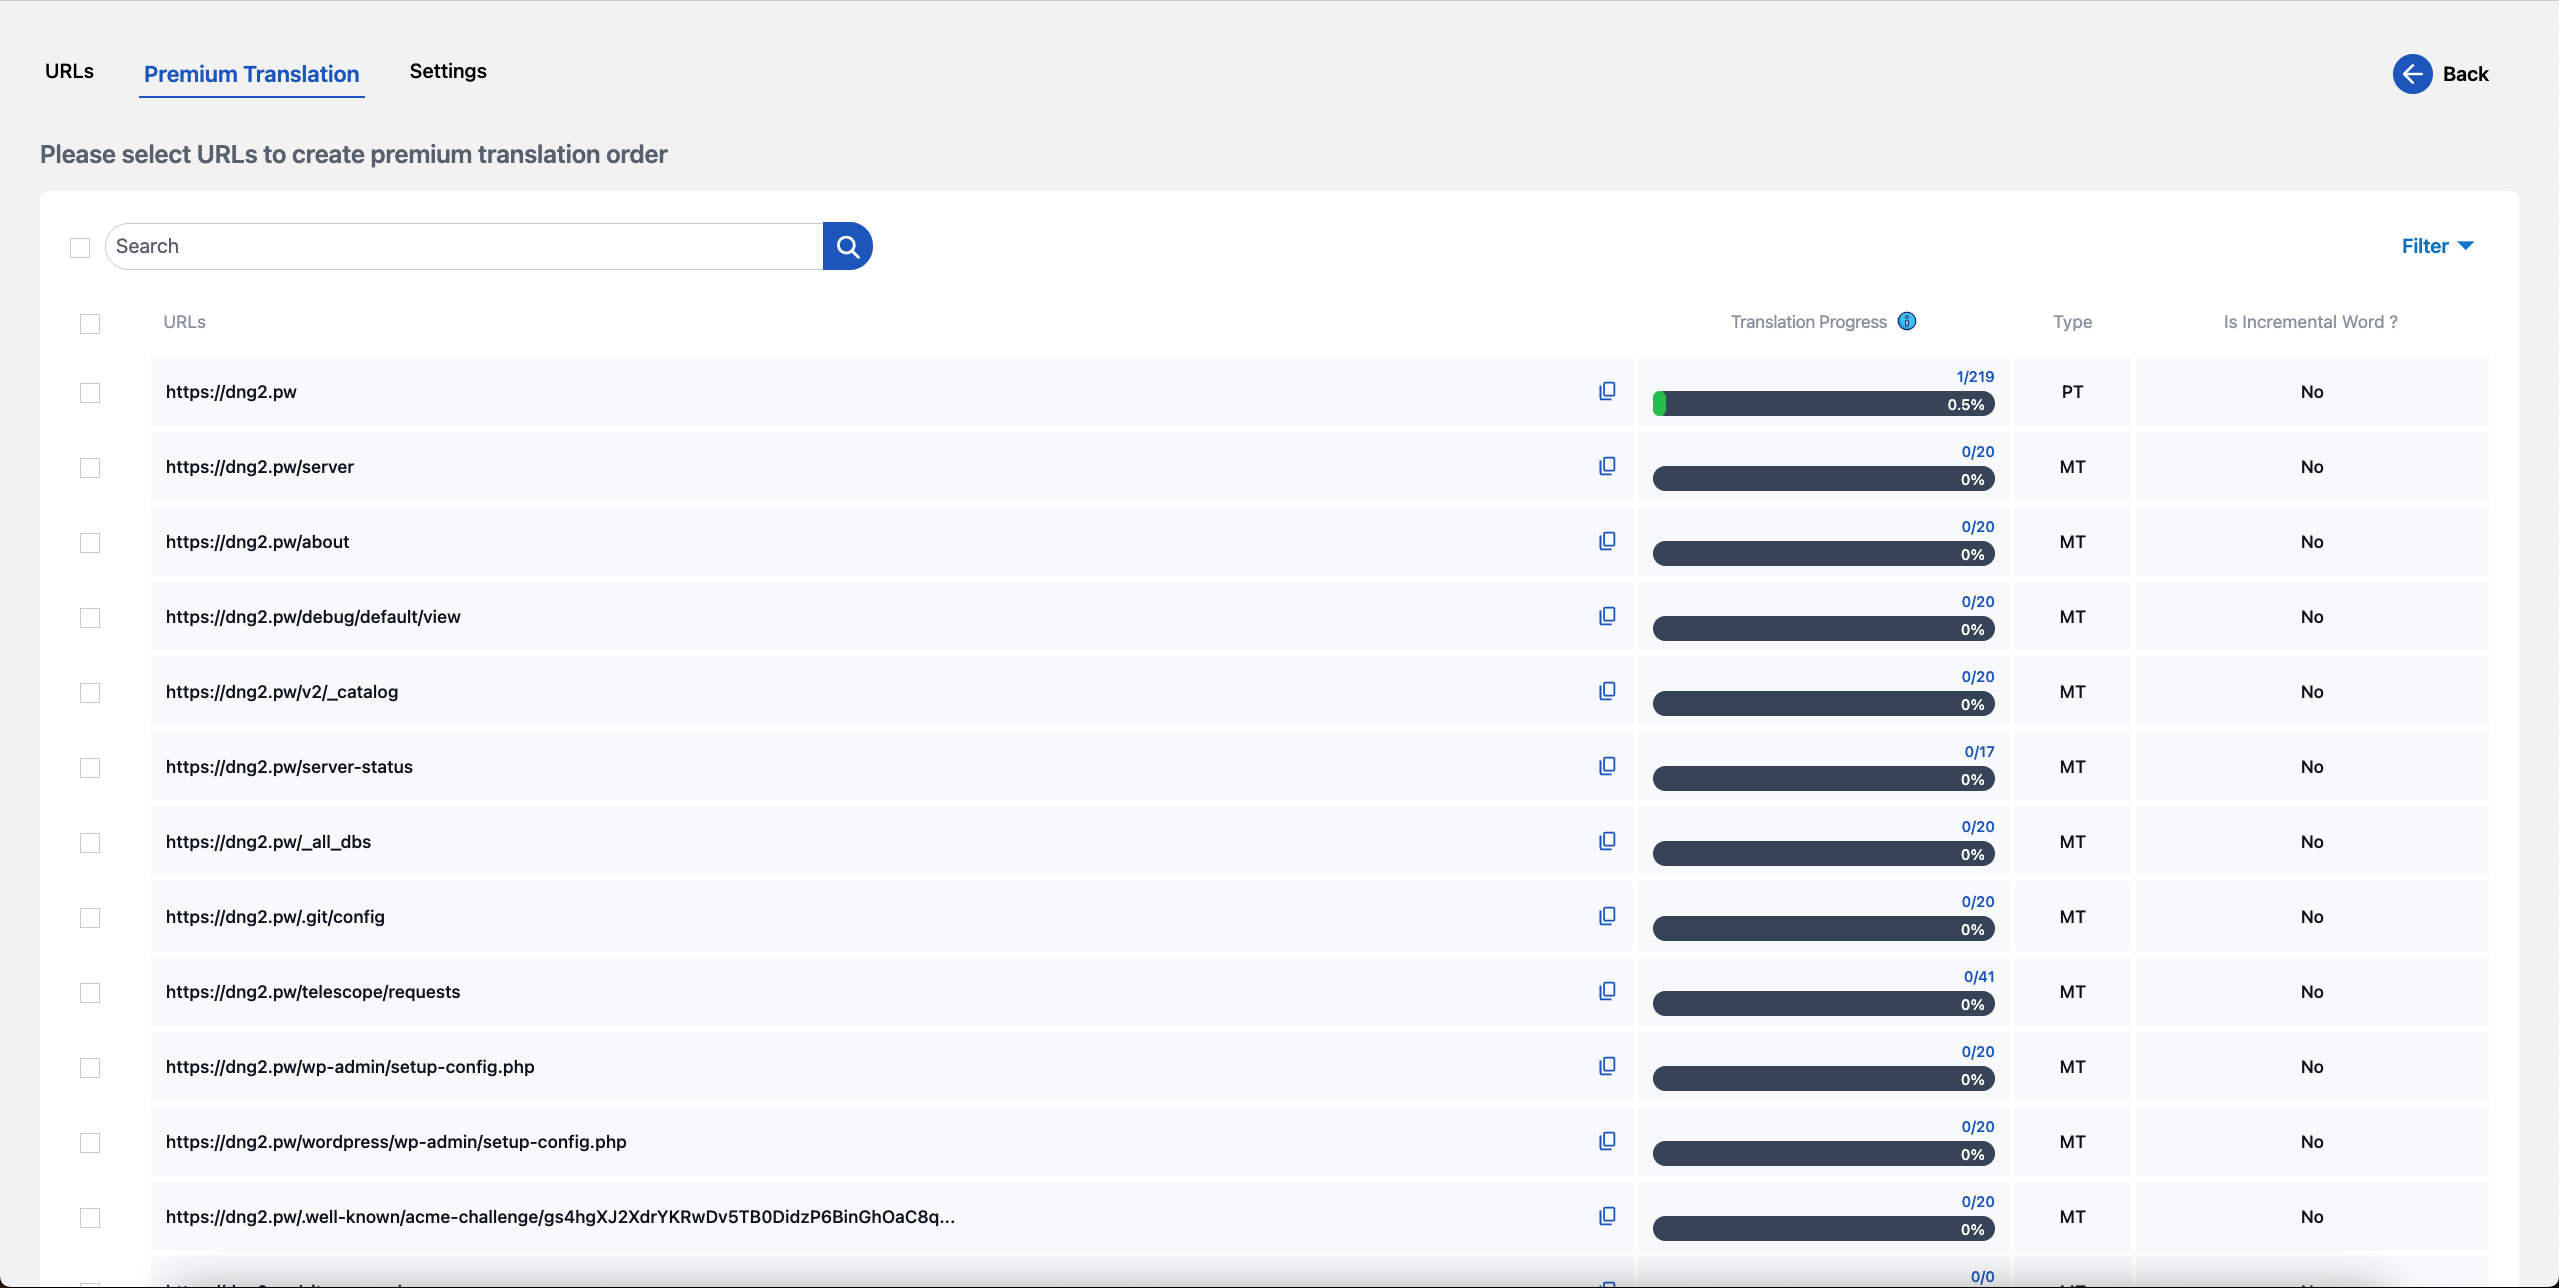 URLs
Premium Translation
Settings
Back
Please select URLs to create premium translation order
Search
Filter
URLs
Translation Progress
Type
Is Incremental Word ?
https://dng2.pw
1/219
0.5%
PT
No
https://dng2.pw/server
0/20
0%
MT
No
https://dng2.pw/about
0/20
0%
MT
No
https://dng2.pw/debug/default/view
0/20
0%
MT
No
https://dng2.pw/v2/_catalog
0/20
0%
MT
No
https://dng2.pw/server-status
0/17
0%
MT
No
https://dng2.pw/_all_dbs
0/20
0%
MT
No
https://dng2.pw/.git/config
0/20
0%
MT
No
https://dng2.pw/telescope/requests
0/41
0%
MT
No
https://dng2.pw/wp-admin/setup-config.php
0/20
0%
MT
No
https://dng2.pw/wordpress/wp-admin/setup-config.php
0/20
0%
MT
No
https://dng2.pw/.well-known/acme-challenge/gs4hgXJ2XdrYKRwDv5TB0DidzP6BinGhOaC8q...
0/20
0%
MT
No
0/0